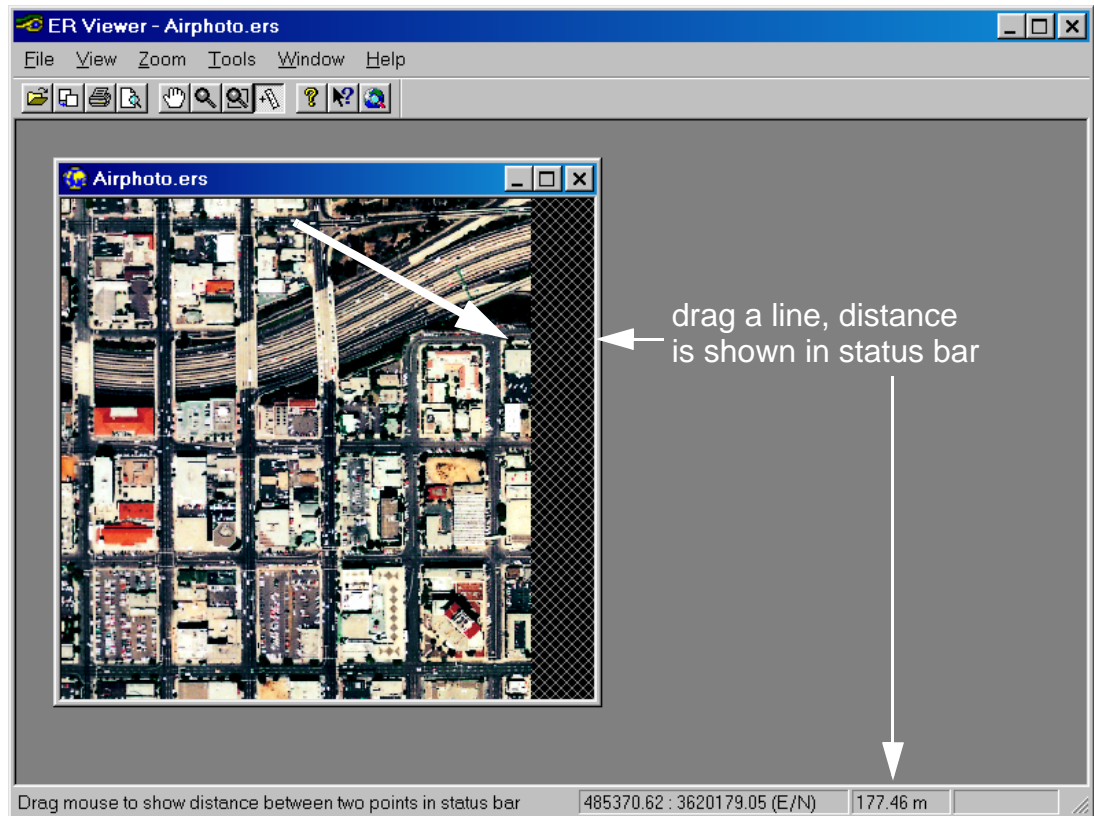 ER Viewer - Airphoto.ers
File View Zoom Tools Window Help
Airphoto.ers
drag a line, distance
is shown in status bar
Drag mouse to show distance between two points in status bar
485370.62 : 3620179.05 (E/N)
177.46 m